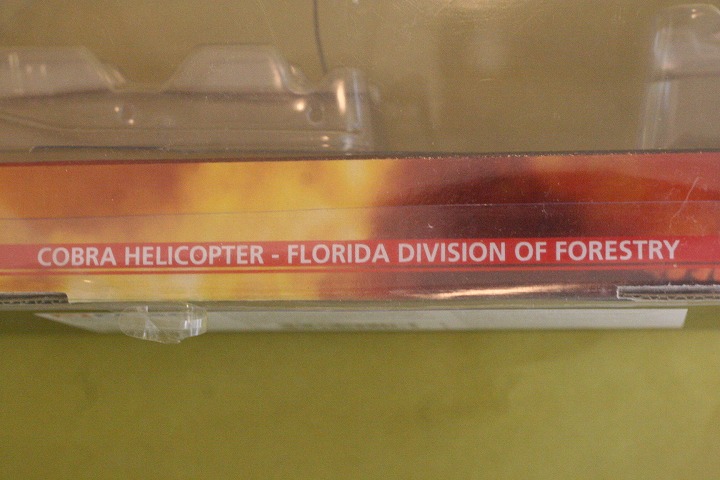 COBRA HELICOPTER - FLORIDA DIVISION OF FORESTRY